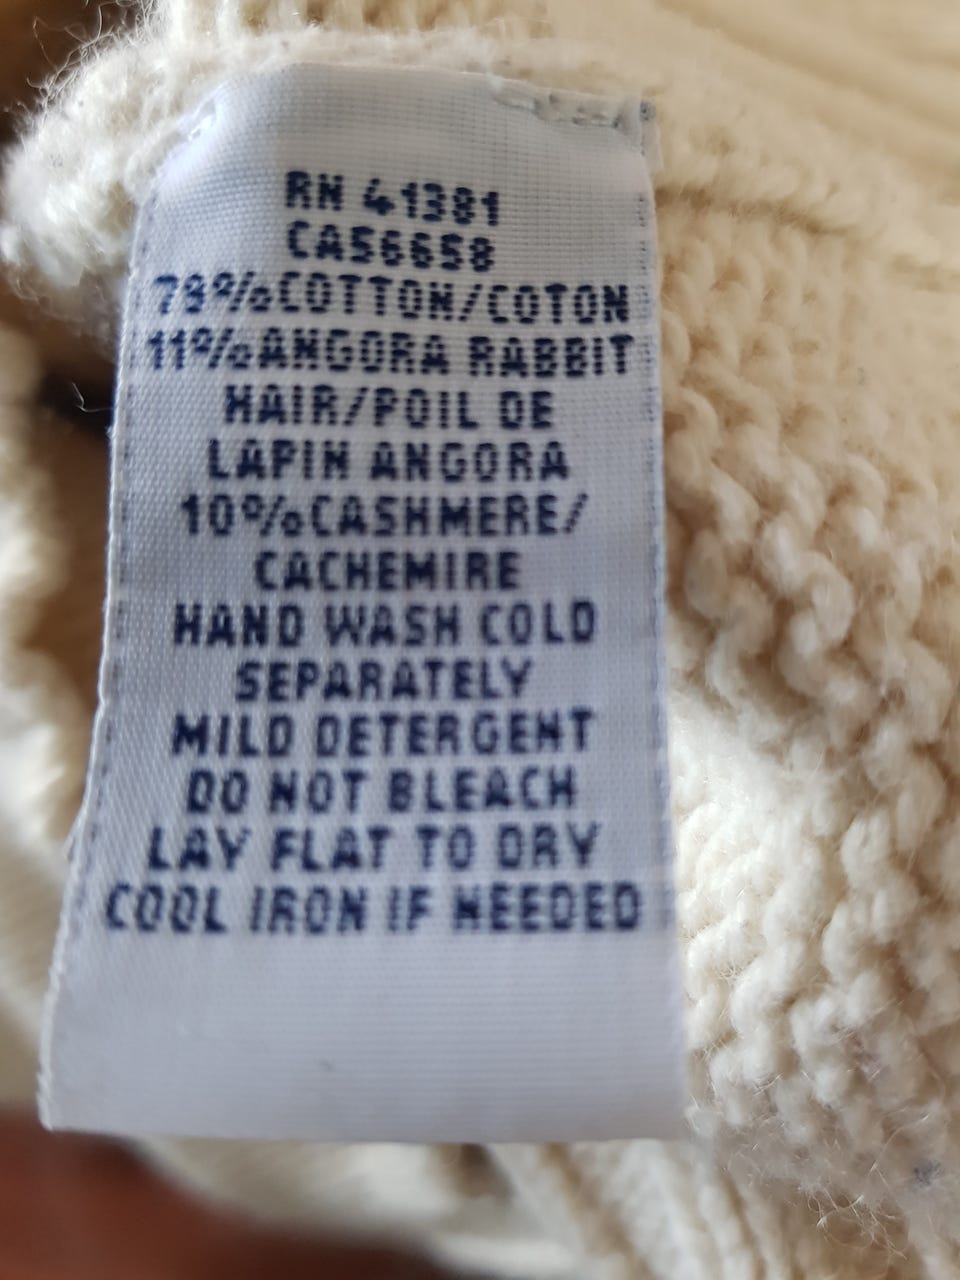 RN 41381
CA56658
79%COTTON/COTON
11%ANGORA RABBIT
HAIR/POIL DE
LAPIN ANGORA
10%CASHMERE/
CACHEMIRE
HAND WASH COLD
SEPARATELY
MILD DETERGENT
DO NOT BLEACH
LAY FLAT TO DRY
COOL IRON IF NEEDED